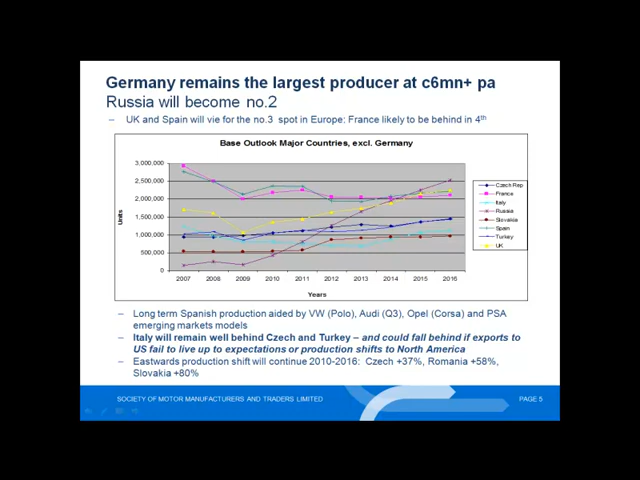 Germany remains the largest producer at c6mn+ pa
Russia will become no.2
– UK and Spain will vie for the no.3 spot in Europe; France likely to be behind in 4th
Base Outlook Major Countries, excl. Germany
3,000,000
2,500,000
2,000,000
1,500,000
1,000,000
500,000
0
Units
2007 2008 2009 2010 2011 2012 2013 2014 2015 2016
Years
Czech Rep
France
Italy
Russia
Slovakia
Spain
Turkey
UK
– Long term Spanish production aided by VW (Polo), Audi (Q3), Opel (Corsa) and PSA
emerging markets models
– Italy will remain well behind Czech and Turkey – and could fall behind if exports to
US fail to live up to expectations or production shifts to North America
– Eastwards production shift will continue 2010-2016: Czech +37%, Romania +58%,
Slovakia +80%
SOCIETY OF MOTOR MANUFACTURERS AND TRADERS LIMITED
PAGE 5